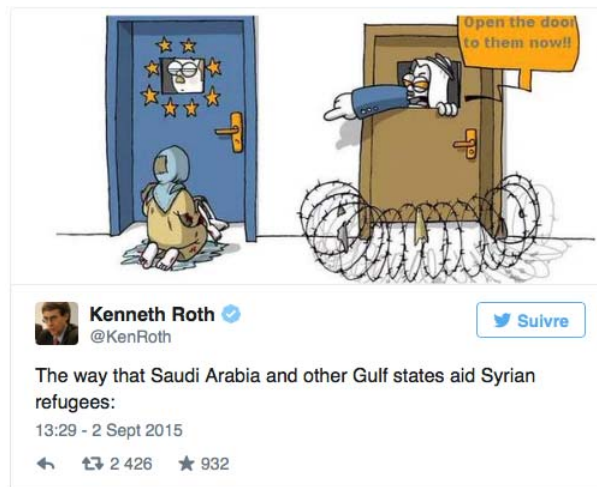 Open the door
to them now!!
Kenneth Roth
@KenRoth
Suivre
The way that Saudi Arabia and other Gulf states aid Syrian
refugees:
13:29 - 2 Sept 2015
2 426
932